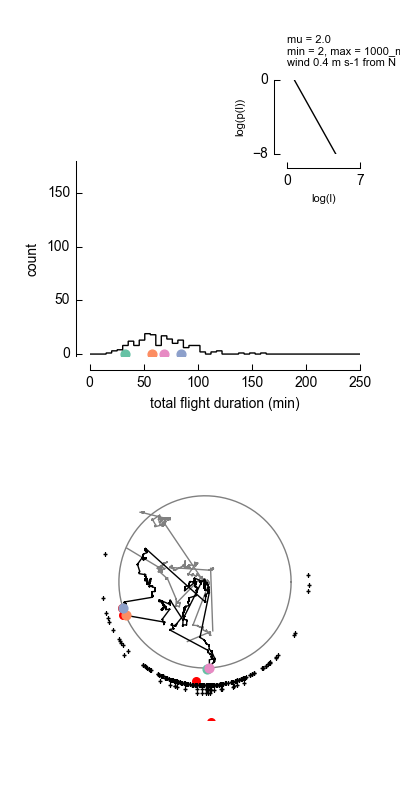 mu = 2.0
min = 2, max = 1000_m
wind 0.4 m s-1 from N
0
log(p(l))
−8
0 7
log(l)
150
100
count
50
0
0 50 100 150 200 250
total flight duration (min)